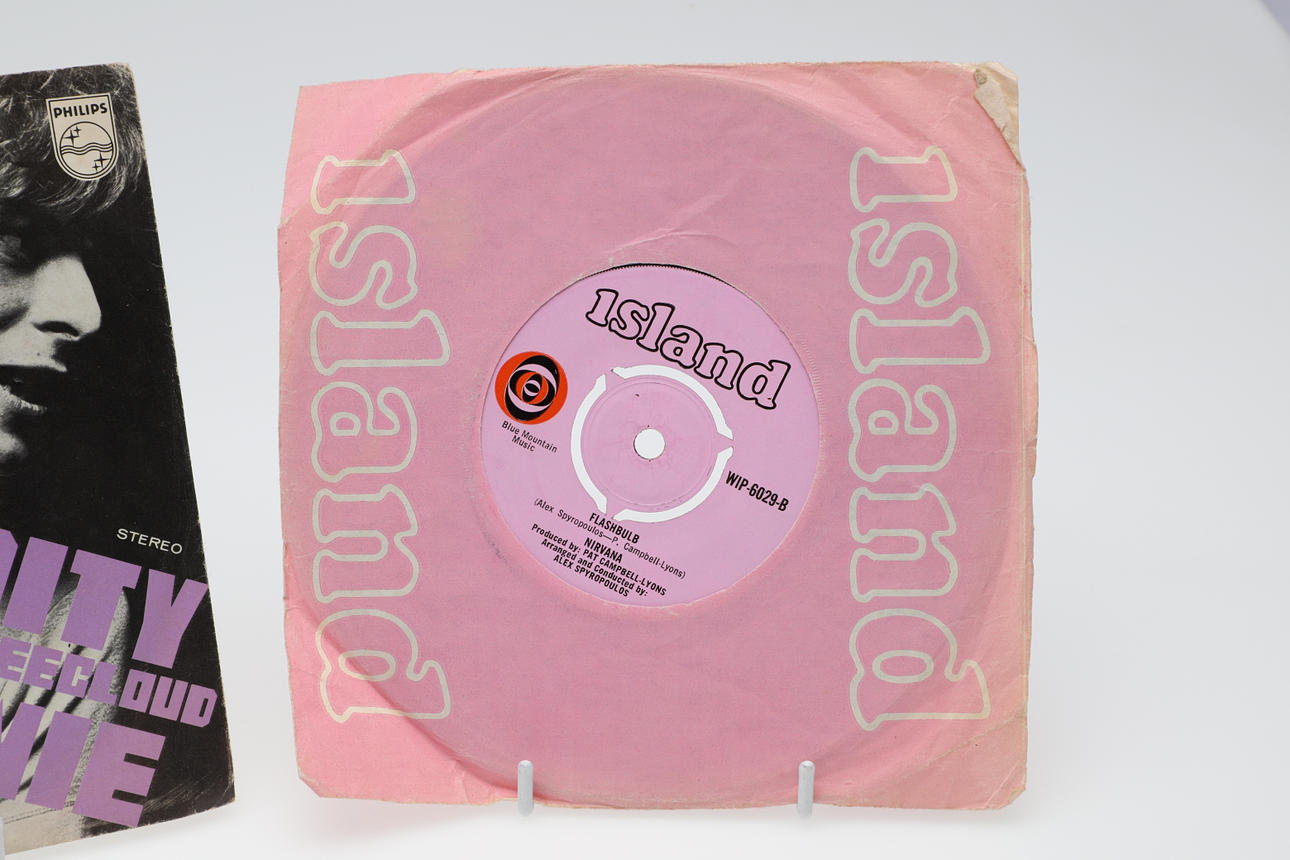 PHILIPS
STEREO
ITY
EECLOUD
IE
Island
Island
Island
Blue Mountain
Music
WIP-6029-B
FLASHBULB
(Alex Spyropoulos—P. Campbell-Lyons)
NIRVANA
Produced by: PAT CAMPBELL-LYONS
Arranged and Conducted by:
ALEX SPYROPOULOS